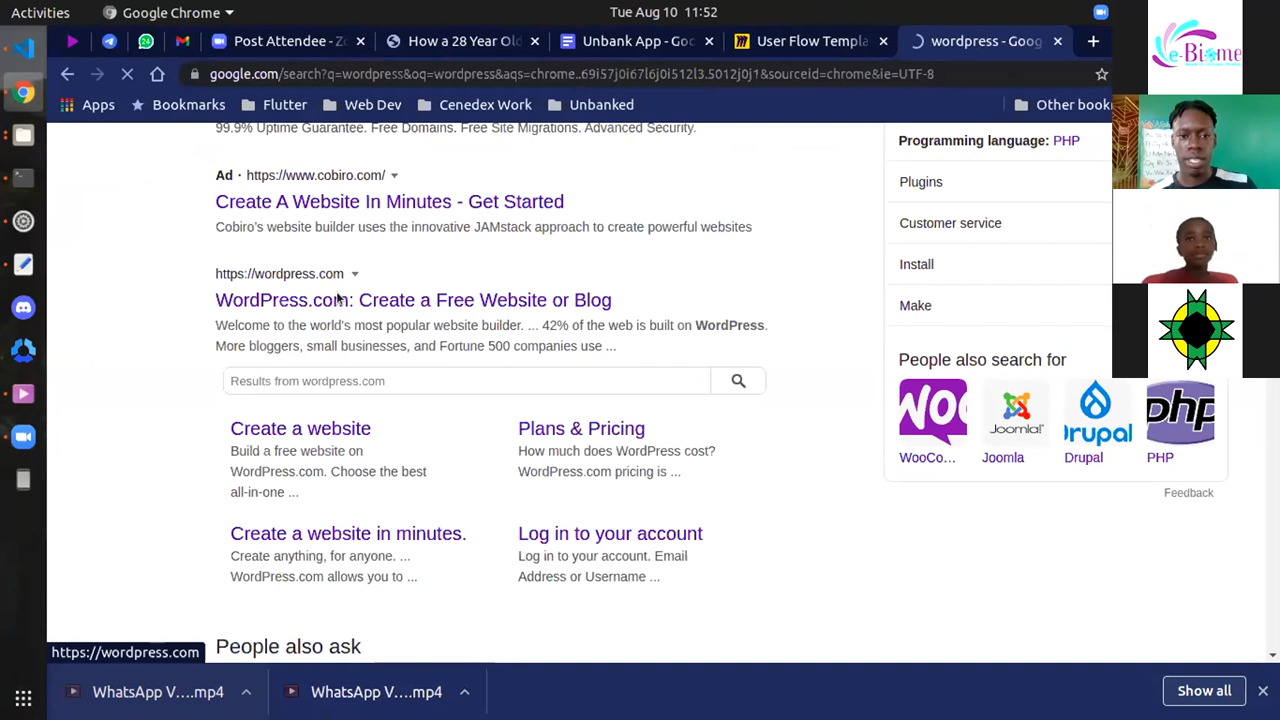 Activities
Google Chrome
Tue Aug 10 11:52
Post Attendee - Zo
How a 28 Year Old
Unbank App - Goo
User Flow Templa
wordpress - Goog
google.com/search?q=wordpress&oq=wordpress&aqs=chrome..69i57j0i67l6j0i512l3.5012j0j1&sourceid=chrome&ie=UTF-8
Apps
Bookmarks
Flutter
Web Dev
Cenedex Work
Unbanked
Other book
99.9% Uptime Guarantee. Free Domains. Free Site Migrations. Advanced Security.
Ad · https://www.cobiro.com/
Create A Website In Minutes - Get Started
Cobiro's website builder uses the innovative JAMstack approach to create powerful websites
https://wordpress.com
WordPress.com: Create a Free Website or Blog
Welcome to the world's most popular website builder. ... 42% of the web is built on WordPress.
More bloggers, small businesses, and Fortune 500 companies use ...
Results from wordpress.com
Create a website
Build a free website on
WordPress.com. Choose the best
all-in-one ...
Plans & Pricing
How much does WordPress cost?
WordPress.com pricing is ...
Create a website in minutes.
Create anything, for anyone. ...
WordPress.com allows you to ...
Log in to your account
Log in to your account. Email
Address or Username ...
People also ask
Programming language: PHP
Plugins
Customer service
Install
Make
People also search for
WOO
Joomla!
Drupal
php
WooCo...
Joomla
Drupal
PHP
Feedback
e-Biome
https://wordpress.com
WhatsApp V....mp4
WhatsApp V....mp4
Show all